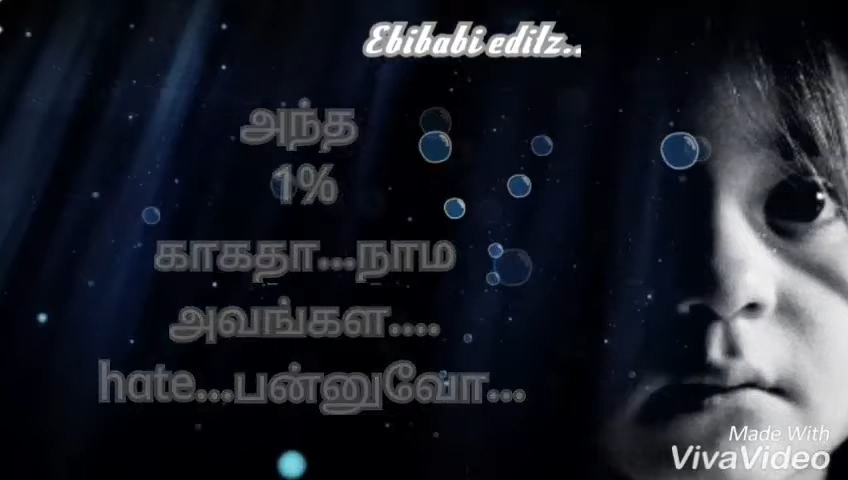 Ebibabi editz..
அந்த
1%
காகதா...நாம
அவங்கள....
hate...பன்னுவோ...
Made With
VivaVideo